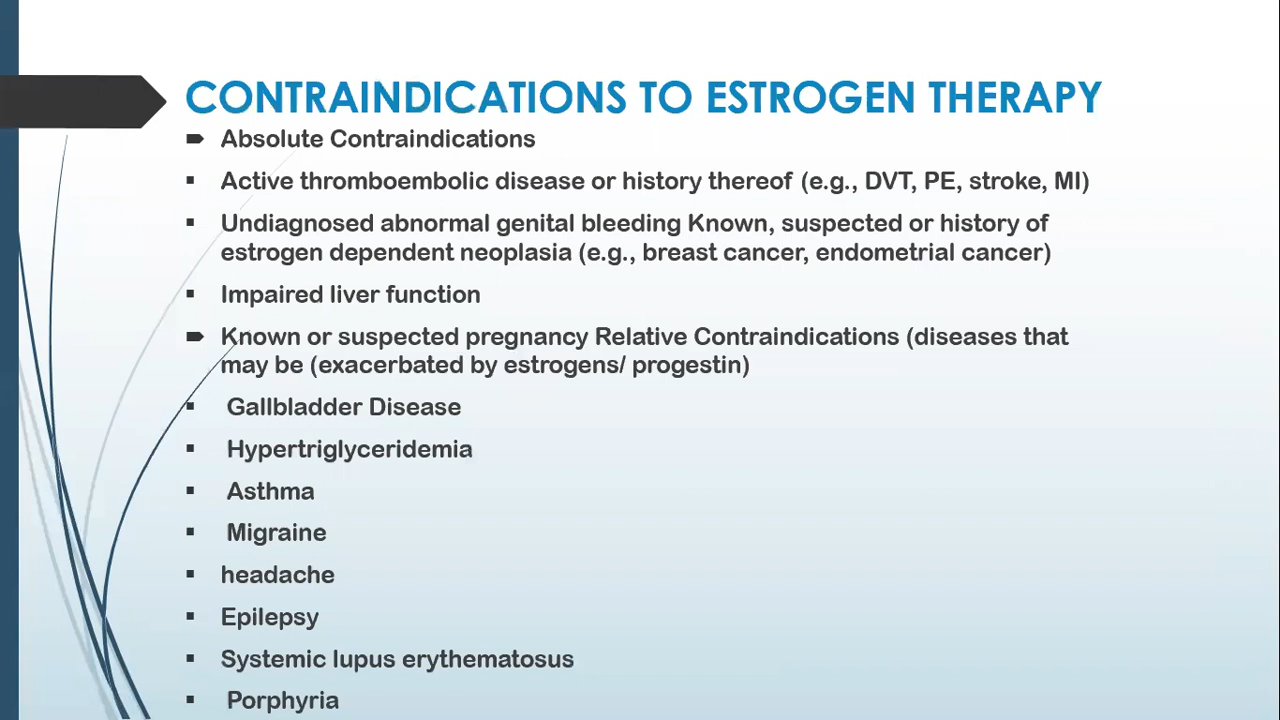 CONTRAINDICATIONS TO ESTROGEN THERAPY
Absolute Contraindications
Active thromboembolic disease or history thereof (e.g., DVT, PE, stroke, MI)
Undiagnosed abnormal genital bleeding Known, suspected or history of
estrogen dependent neoplasia (e.g., breast cancer, endometrial cancer)
Impaired liver function
Known or suspected pregnancy Relative Contraindications (diseases that
may be (exacerbated by estrogens/ progestin)
Gallbladder Disease
Hypertriglyceridemia
Asthma
Migraine
headache
Epilepsy
Systemic lupus erythematosus
Porphyria